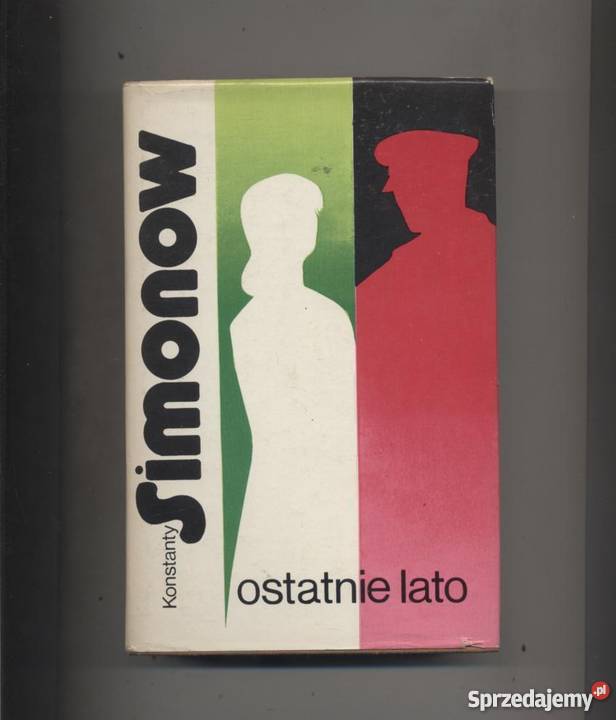 Konstanty
Simonow
ostatnie lato
Sprzedajemy.pl